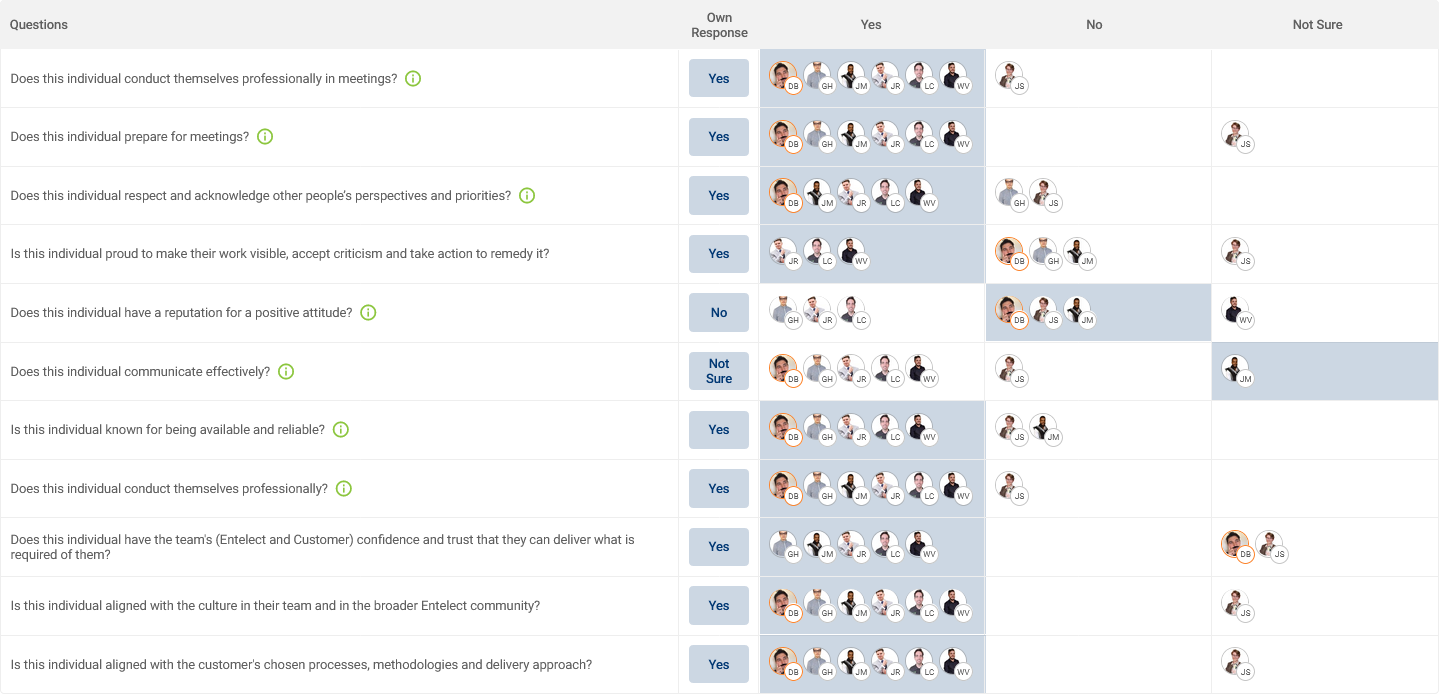 Questions
Own
Response
Yes
No
Not Sure
Does this individual conduct themselves professionally in meetings?
Yes
DB GH JM JR LC WV
JS
Does this individual prepare for meetings?
Yes
DB GH JM JR LC WV
JS
Does this individual respect and acknowledge other people's perspectives and priorities?
Yes
DB JM JR LC WV
GH JS
Is this individual proud to make their work visible, accept criticism and take action to remedy it?
Yes
JR LC WV
DB GH JM
JS
Does this individual have a reputation for a positive attitude?
No
GH JR LC
DB JS JM
WV
Does this individual communicate effectively?
Not
Sure
DB GH JR LC WV
JS
JM
Is this individual known for being available and reliable?
Yes
DB GH JR LC WV
JS JM
Does this individual conduct themselves professionally?
Yes
DB GH JM JR LC WV
JS
Does this individual have the team's (Entelect and Customer) confidence and trust that they can deliver what is
required of them?
Yes
GH JM JR LC WV
DB JS
Is this individual aligned with the culture in their team and in the broader Entelect community?
Yes
DB GH JM JR LC WV
JS
Is this individual aligned with the customer's chosen processes, methodologies and delivery approach?
Yes
DB GH JM JR LC WV
JS